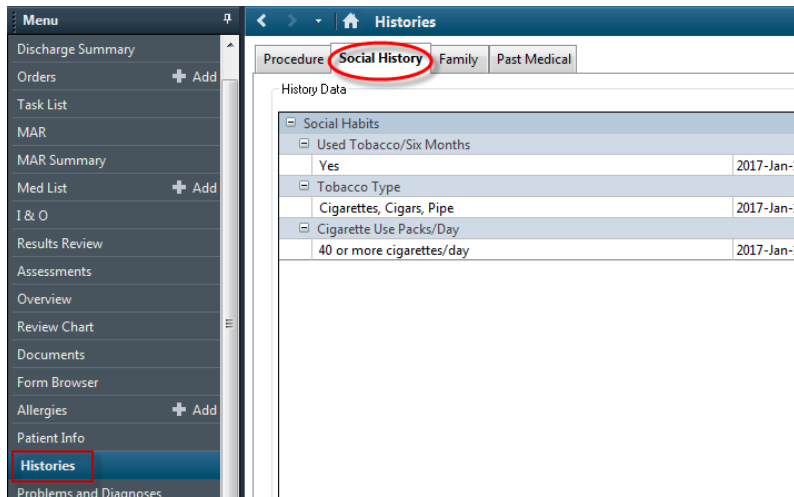 Menu
Histories
Discharge Summary
Orders Add
Task List
MAR
MAR Summary
Med List Add
I & O
Results Review
Assessments
Overview
Review Chart
Documents
Form Browser
Allergies Add
Patient Info
Histories
Problems and Diagnoses
Procedure Social History Family Past Medical
History Data
Social Habits
Used Tobacco/Six Months
Yes 2017-Jan-
Tobacco Type
Cigarettes, Cigars, Pipe 2017-Jan-
Cigarette Use Packs/Day
40 or more cigarettes/day 2017-Jan-